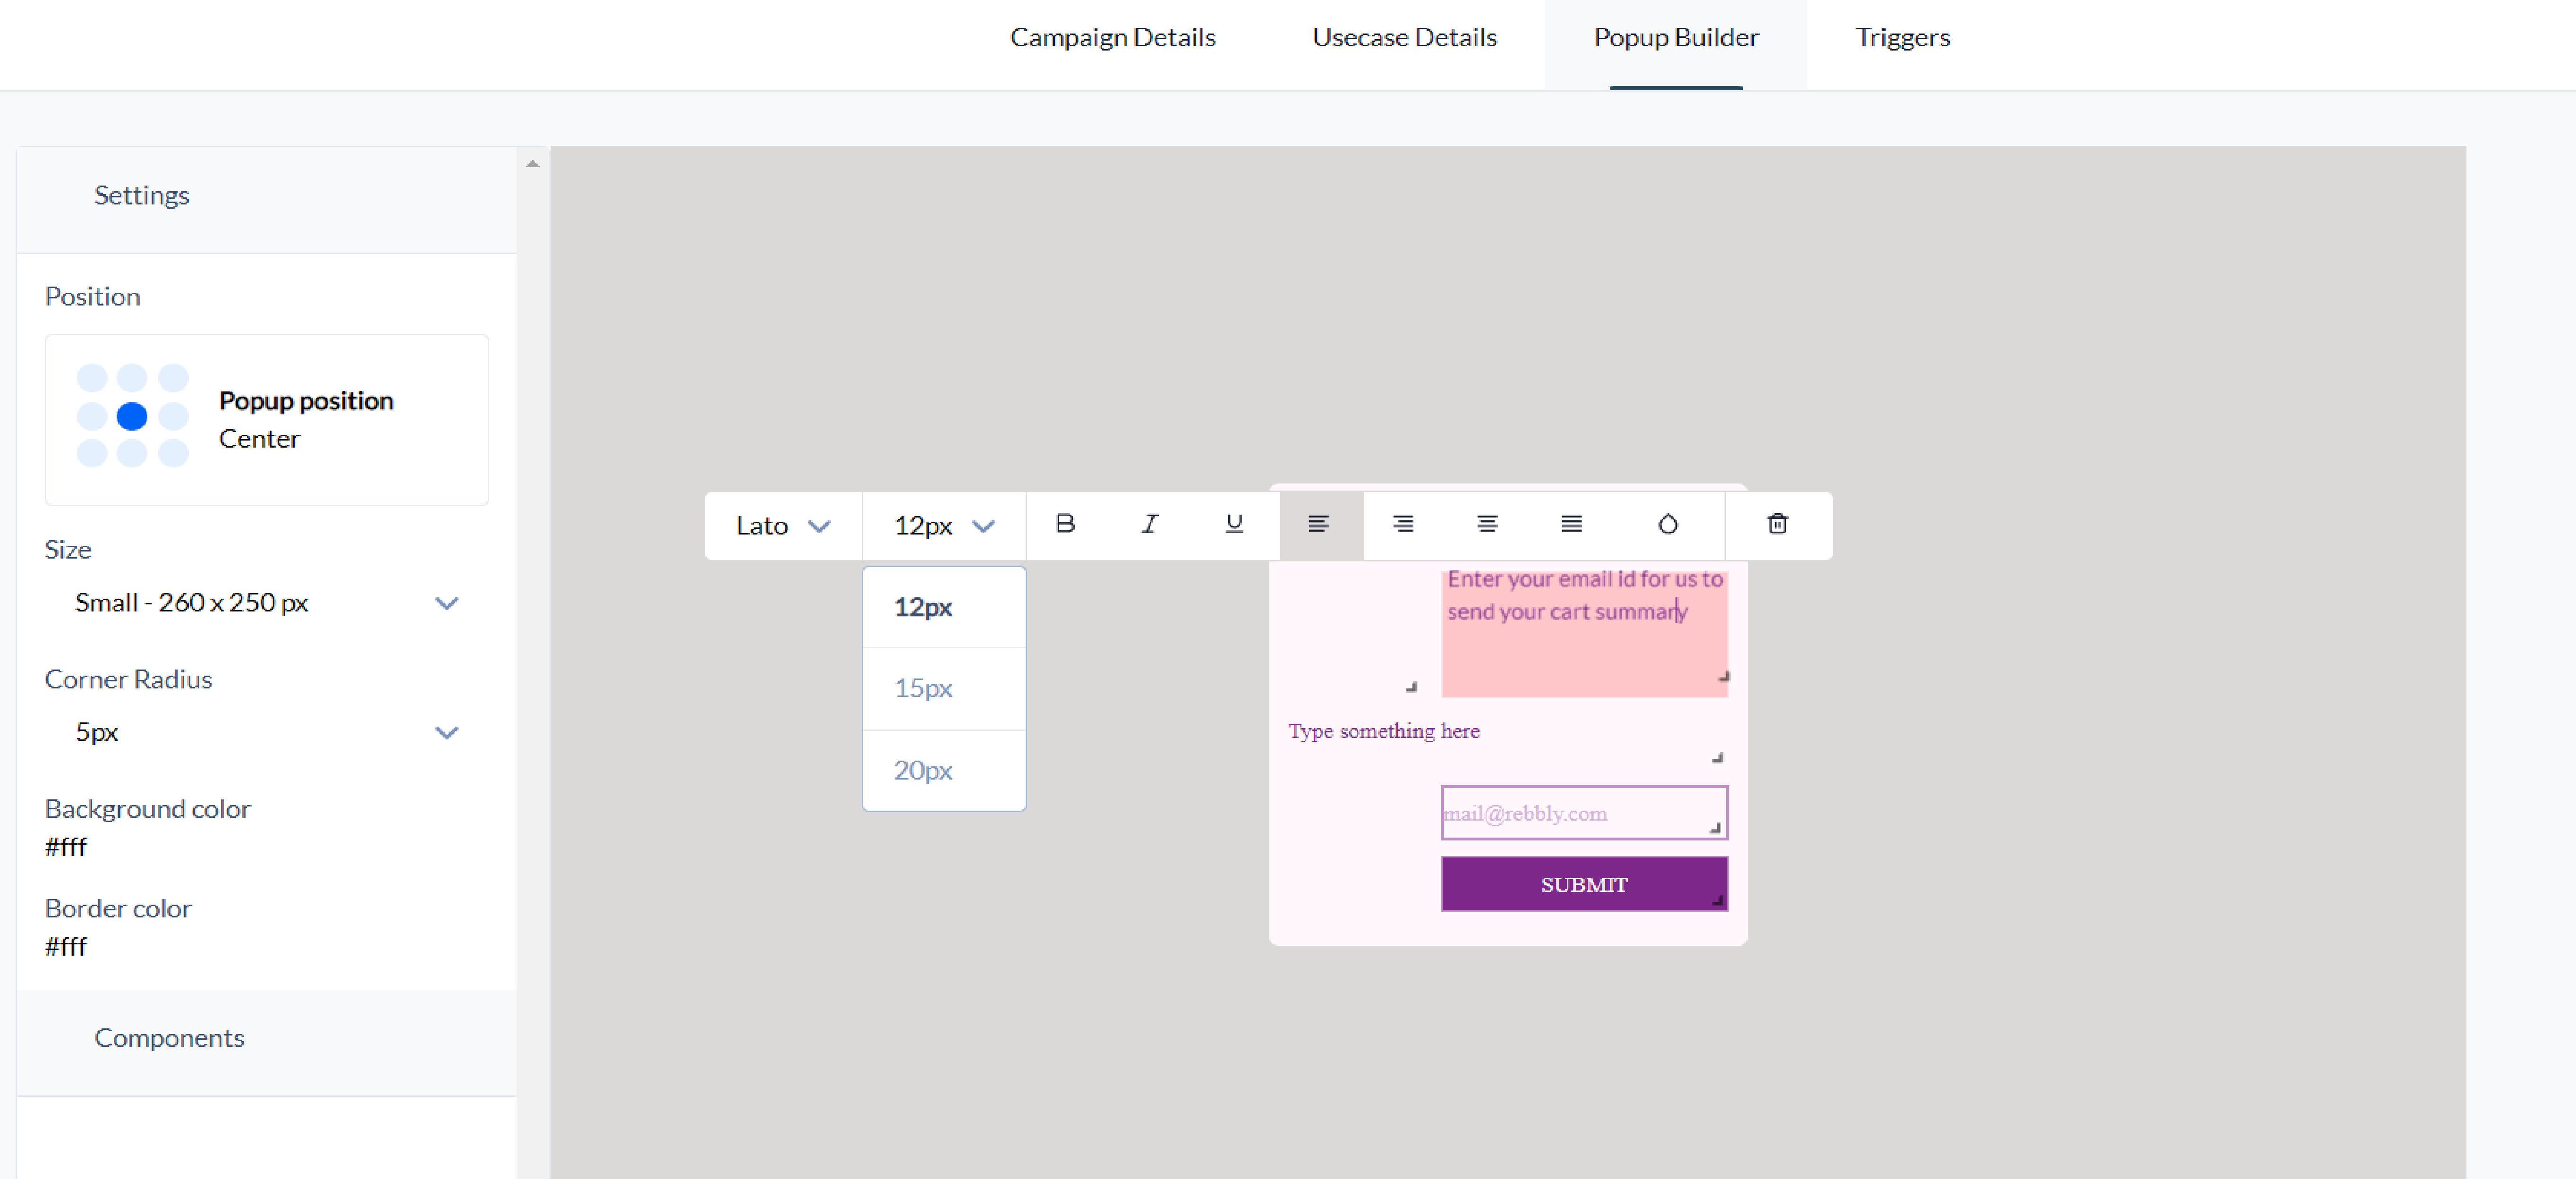 Campaign Details
Usecase Details
Popup Builder
Triggers
Settings
Position
Popup position
Center
Size
Small - 260 x 250 px
Corner Radius
5px
Background color
#fff
Border color
#fff
Components
Lato
12px
B
I
U
12px
15px
20px
Enter your email id for us to
send your cart summary
Type something here
mail@rebbly.com
SUBMIT